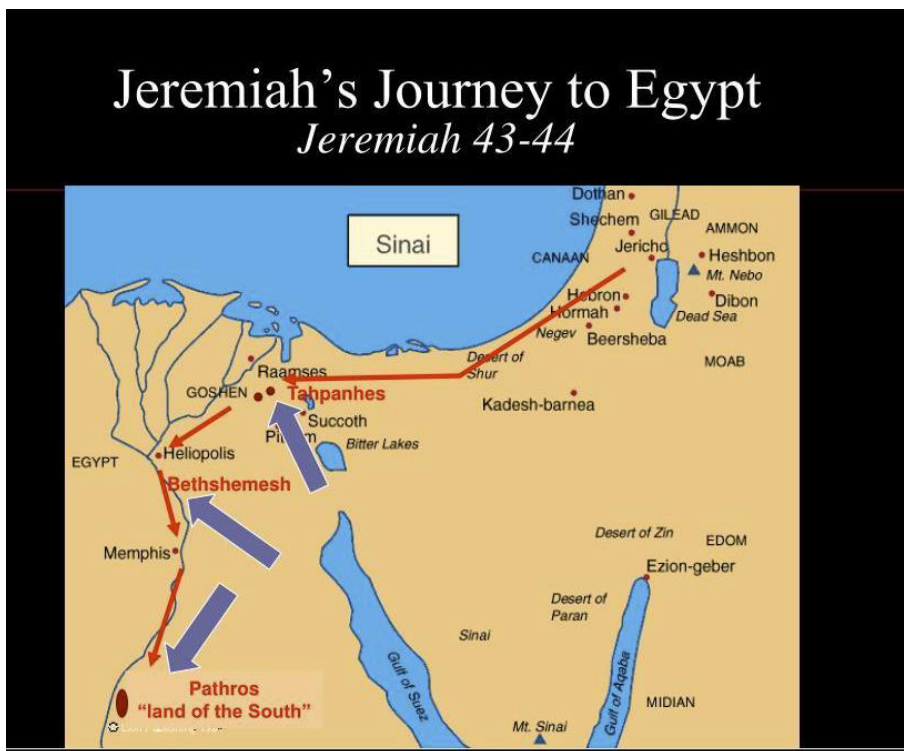 Jeremiah's Journey to Egypt
Jeremiah 43-44
Sinai
Dothan
Shechem
GILEAD
AMMON
Jericho
CANAAN
Heshbon
Mt. Nebo
Hebron
Dibon
Hormah
Dead Sea
Negev
Beersheba
Desert of
Shur
MOAB
Raamses
GOSHEN
Tahpanhes
Kadesh-barnea
Succoth
Bitter Lakes
Heliopolis
EGYPT
Bethshemesh
Memphis
Desert of Zin
EDOM
Ezion-geber
Desert of
Paran
Sinai
Gulf of Suez
Gulf of Aqaba
MIDIAN
Pathros
"land of the South"
Mt. Sinai